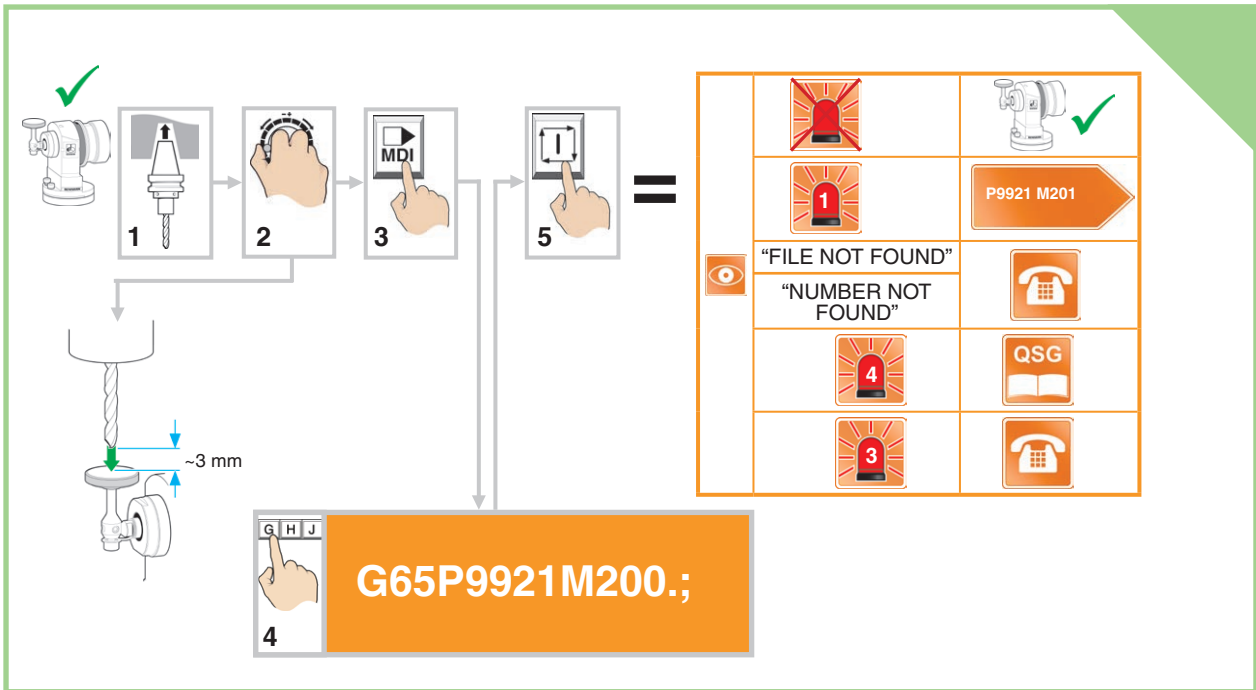 1
2
MDI
3
5
~3 mm
G H J
4
G65P9921M200.;
1
P9921 M201
“FILE NOT FOUND”
“NUMBER NOT
FOUND”
4
QSG
3